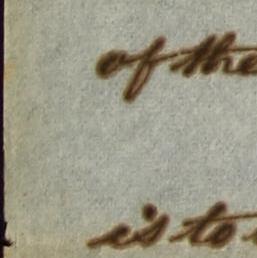 of the
is to